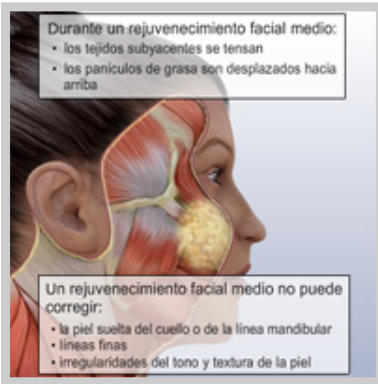 Durante un rejuvenecimiento facial medio:
• los tejidos subyacentes se tensan
• los panículos de grasa son desplazados hacia
arriba
Un rejuvenecimiento facial medio no puede
corregir:
• la piel suelta del cuello o de la línea mandibular
• líneas finas
• irregularidades del tono y textura de la piel